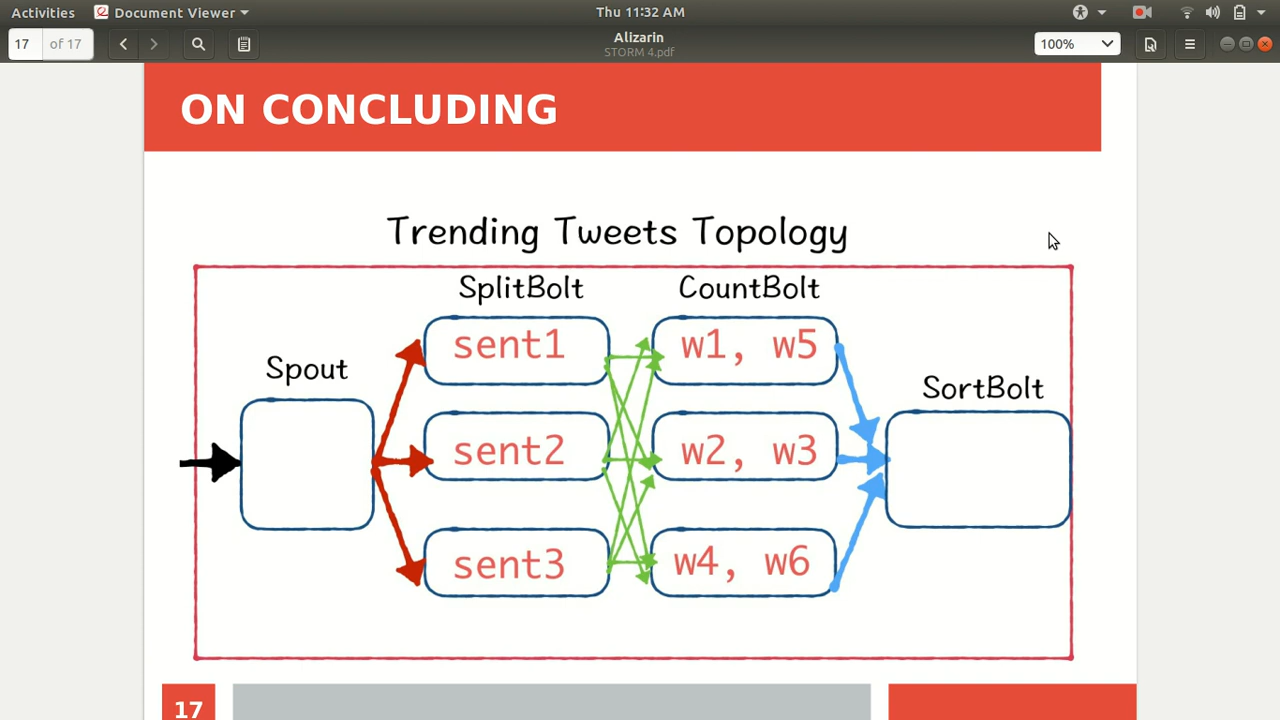 Activities
Document Viewer
Thu 11:32 AM
17
of 17
Alizarin
STORM 4.pdf
100%
ON CONCLUDING
Trending Tweets Topology
SplitBolt
CountBolt
sent1
w1, w5
Spout
SortBolt
sent2
w2, w3
sent3
w4, w6
17